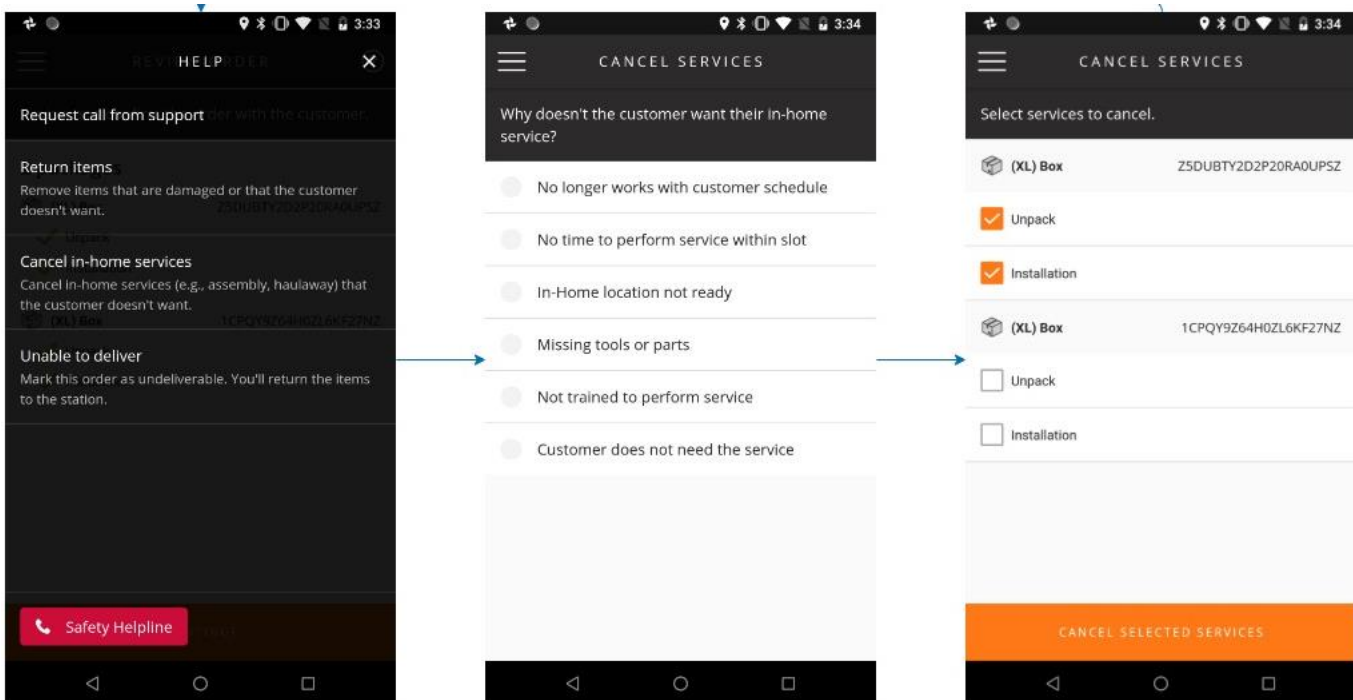 3:33
HELP
Request call from support
Return items
Remove items that are damaged or that the customer
doesn't want.
Cancel in-home services
Cancel in-home services (e.g., assembly, haulaway) that
the customer doesn't want.
Unable to deliver
Mark this order as undeliverable. You'll return the items
to the station.
Safety Helpline
3:34
CANCEL SERVICES
Why doesn't the customer want their in-home
service?
No longer works with customer schedule
No time to perform service within slot
In-Home location not ready
Missing tools or parts
Not trained to perform service
Customer does not need the service
3:34
CANCEL SERVICES
Select services to cancel.
(XL) Box Z5DUBTY2D2P20RA0UPSZ
Unpack
Installation
(XL) Box 1CPQY9Z64H0ZL6KF27NZ
Unpack
Installation
CANCEL SELECTED SERVICES